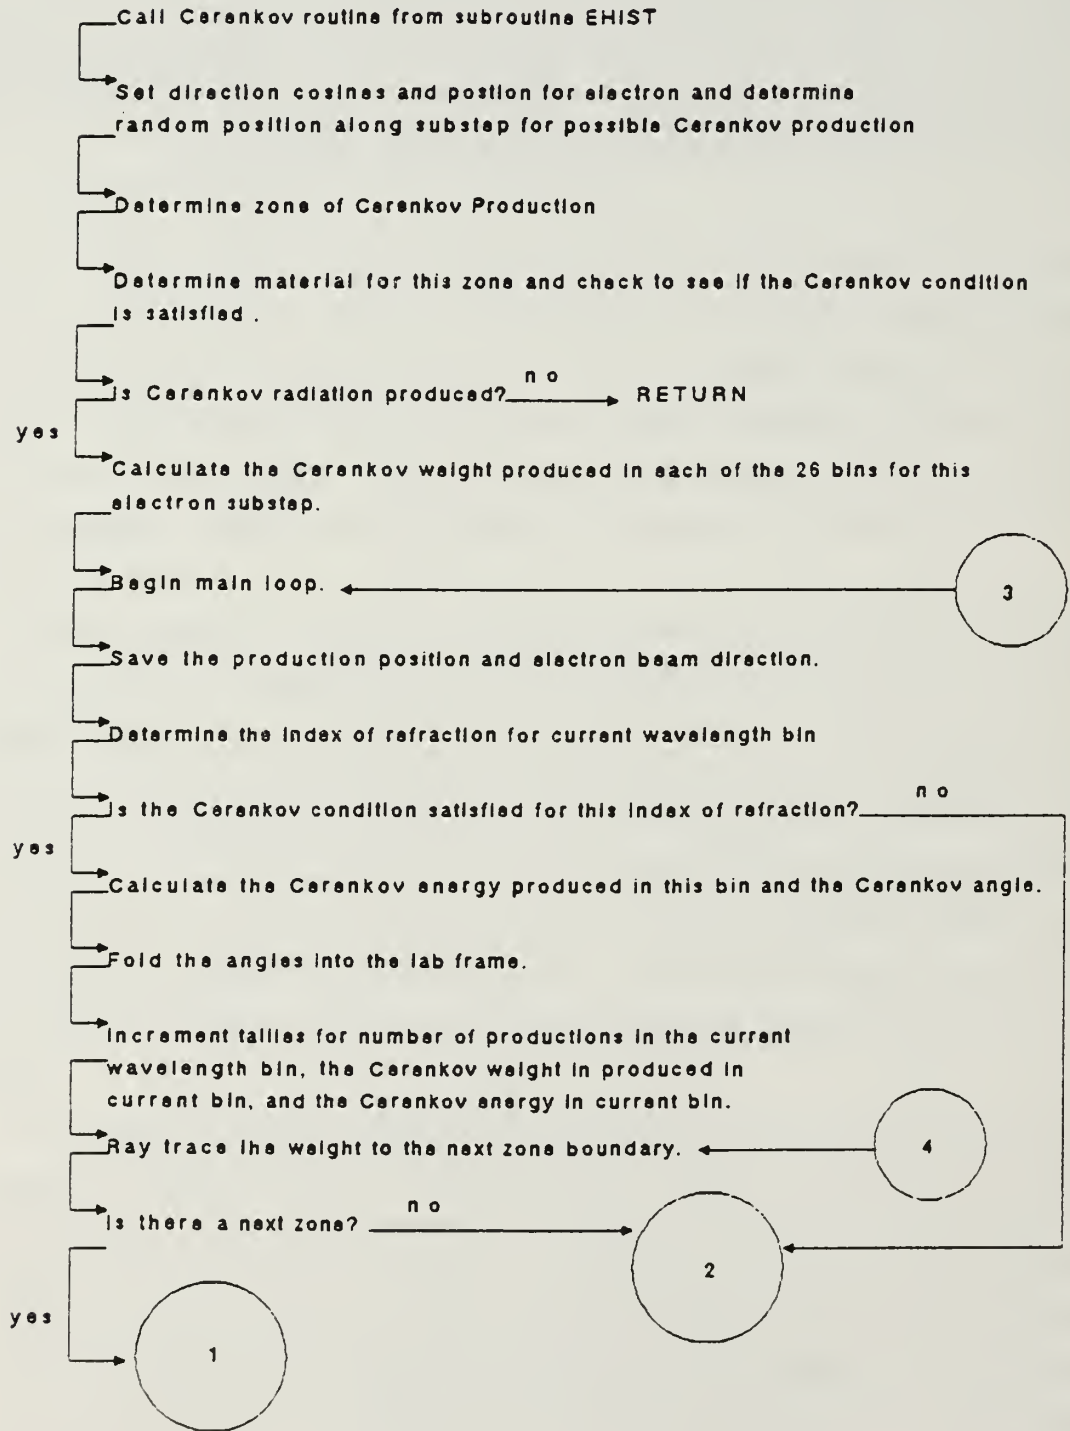 Call Cerenkov routine from subroutine EHIST
Set direction cosines and postion for electron and determine
random position along substep for possible Cerenkov production
Determine zone of Cerenkov Production
Determine material for this zone and check to see if the Cerenkov condition
is satisfied .
Is Cerenkov radiation produced? no RETURN
yes
Calculate the Cerenkov weight produced in each of the 26 bins for this
electron substep.
Begin main loop. 3
Save the production position and electron beam direction.
Determine the index of refraction for current wavelength bin
Is the Cerenkov condition satisfied for this index of refraction? no
yes
Calculate the Cerenkov energy produced in this bin and the Cerenkov angle.
Fold the angles into the lab frame.
Increment tallies for number of productions in the current
wavelength bin, the Cerenkov weight in produced in
current bin, and the Cerenkov energy in current bin.
Ray trace the weight to the next zone boundary. 4
Is there a next zone? no
2
yes
1